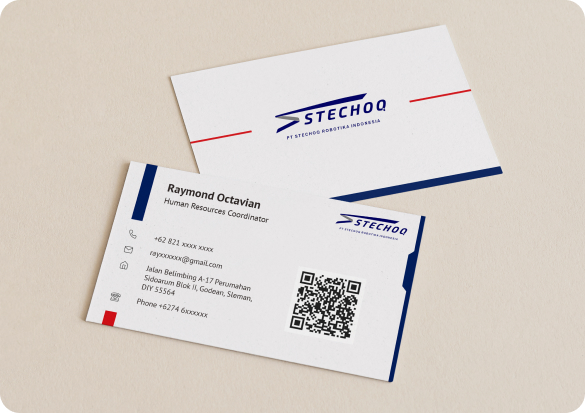 STECHOQ
PT STECHOQ ROBOTIKA INDONESIA
Raymond Octavian
Human Resources Coordinator
STECHOQ
PT STECHOQ ROBOTIKA INDONESIA
+62 821 xxxx xxxx
rayxxxxxx@gmail.com
Jalan Belimbing A-17 Perumahan
Sidoarum Blok II, Godean, Sleman,
DIY 55564
Phone +6274 6xxxxxx